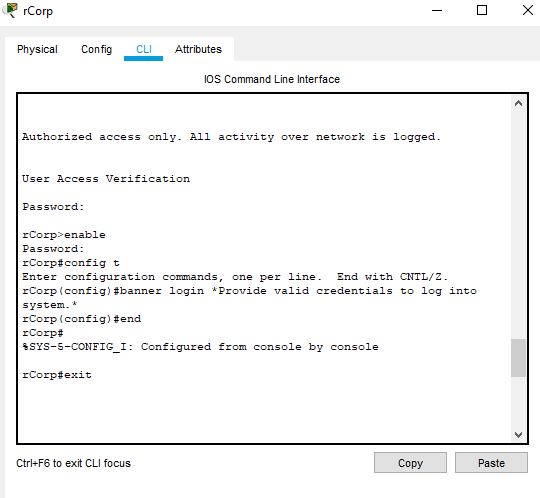 rCorp
Physical Config CLI Attributes
IOS Command Line Interface
Authorized access only. All activity over network is logged.
User Access Verification
Password:
rCorp>enable
Password:
rCorp#config t
Enter configuration commands, one per line.  End with CNTL/Z.
rCorp(config)#banner login *Provide valid credentials to log into
system.*
rCorp(config)#end
rCorp#
%SYS-5-CONFIG_I: Configured from console by console
rCorp#exit
Ctrl+F6 to exit CLI focus
Copy Paste